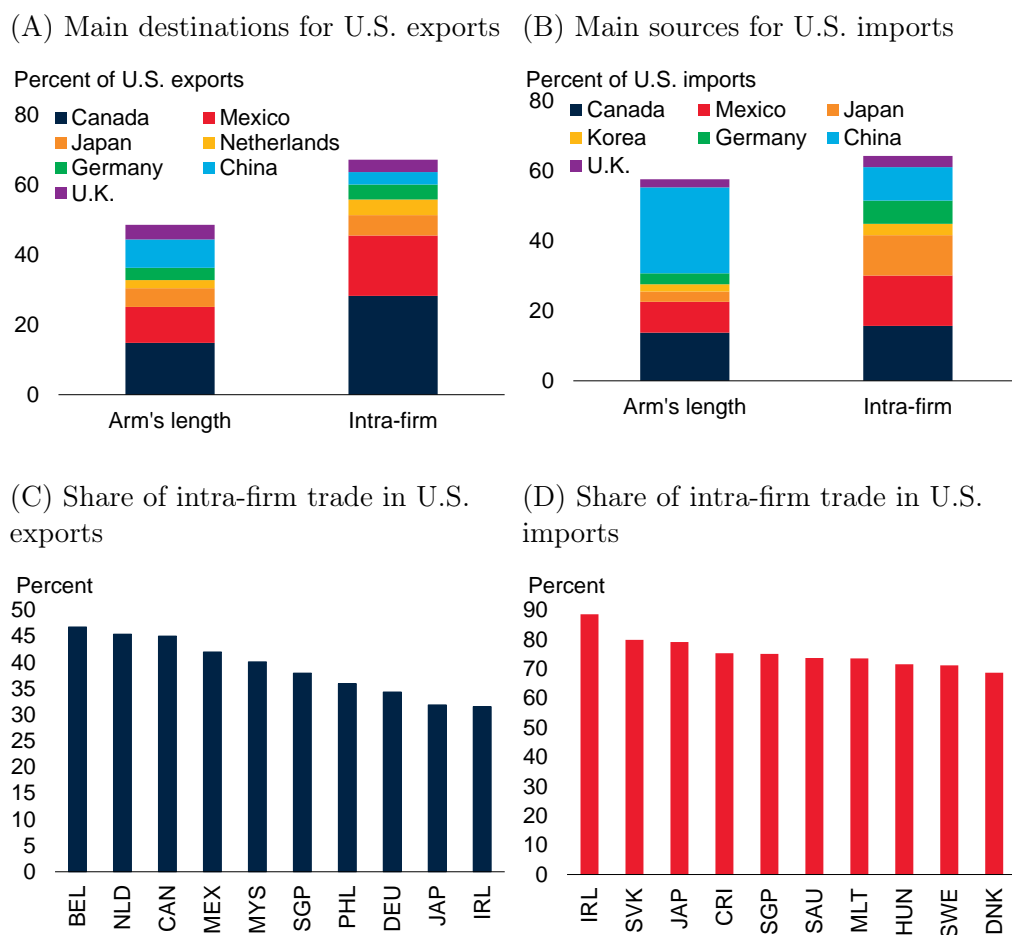 (A) Main destinations for U.S. exports
Percent of U.S. exports
80
60
40
20
0
Canada Mexico
Japan Netherlands
Germany China
U.K.
Arm's length Intra-firm
(B) Main sources for U.S. imports
Percent of U.S. imports
80
60
40
20
0
Canada Mexico Japan
Korea Germany China
U.K.
Arm's length Intra-firm
(C) Share of intra-firm trade in U.S.
exports
Percent
50
45
40
35
30
25
20
15
10
5
0
BEL NLD CAN MEX MYS SGP PHL DEU JAP IRL
(D) Share of intra-firm trade in U.S.
imports
Percent
90
80
70
60
50
40
30
20
10
0
IRL SVK JAP CRI SGP SAU MLT HUN SWE DNK